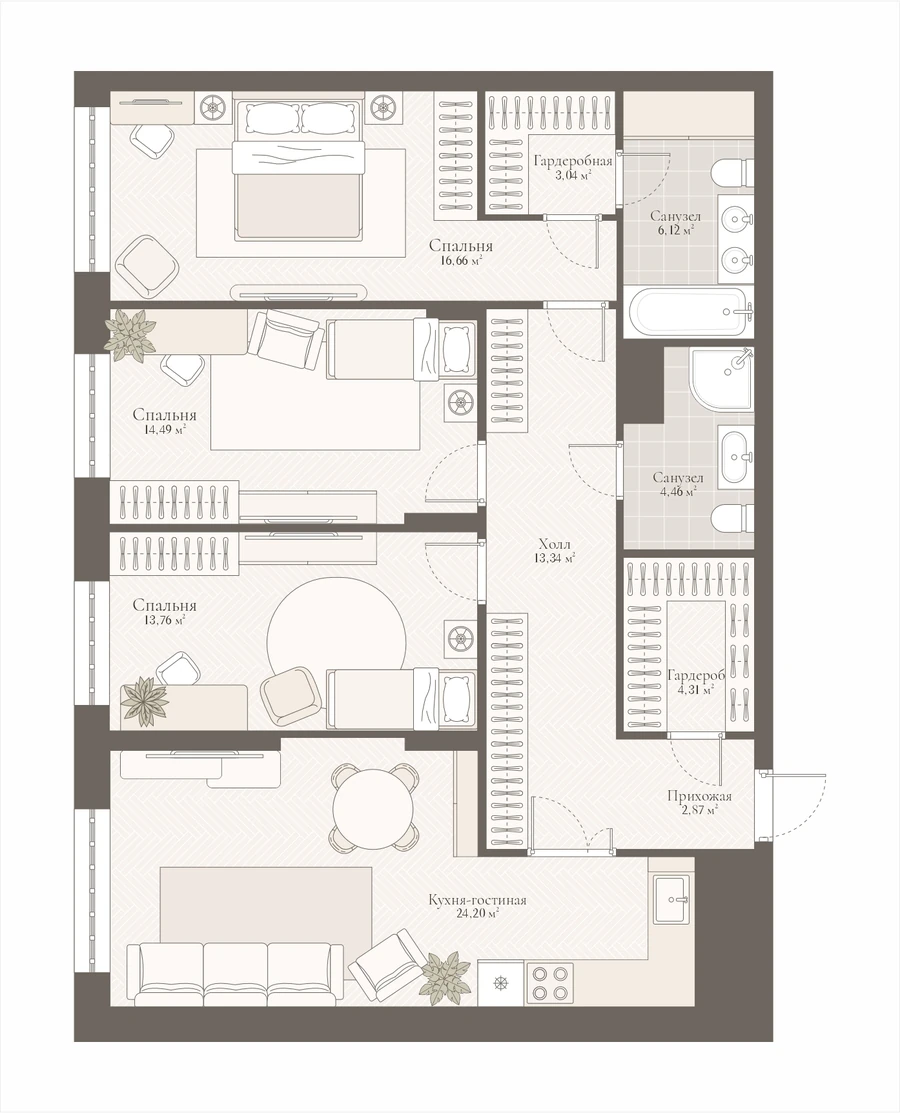 Гардеробная
3,04 м²
Санузел
6,12 м²
Спальня
16,66 м²
Спальня
14,49 м²
Санузел
4,46 м²
Холл
13,34 м²
Спальня
13,76 м²
Гардероб
4,31 м²
Прихожая
2,87 м²
Кухня-гостиная
24,20 м²